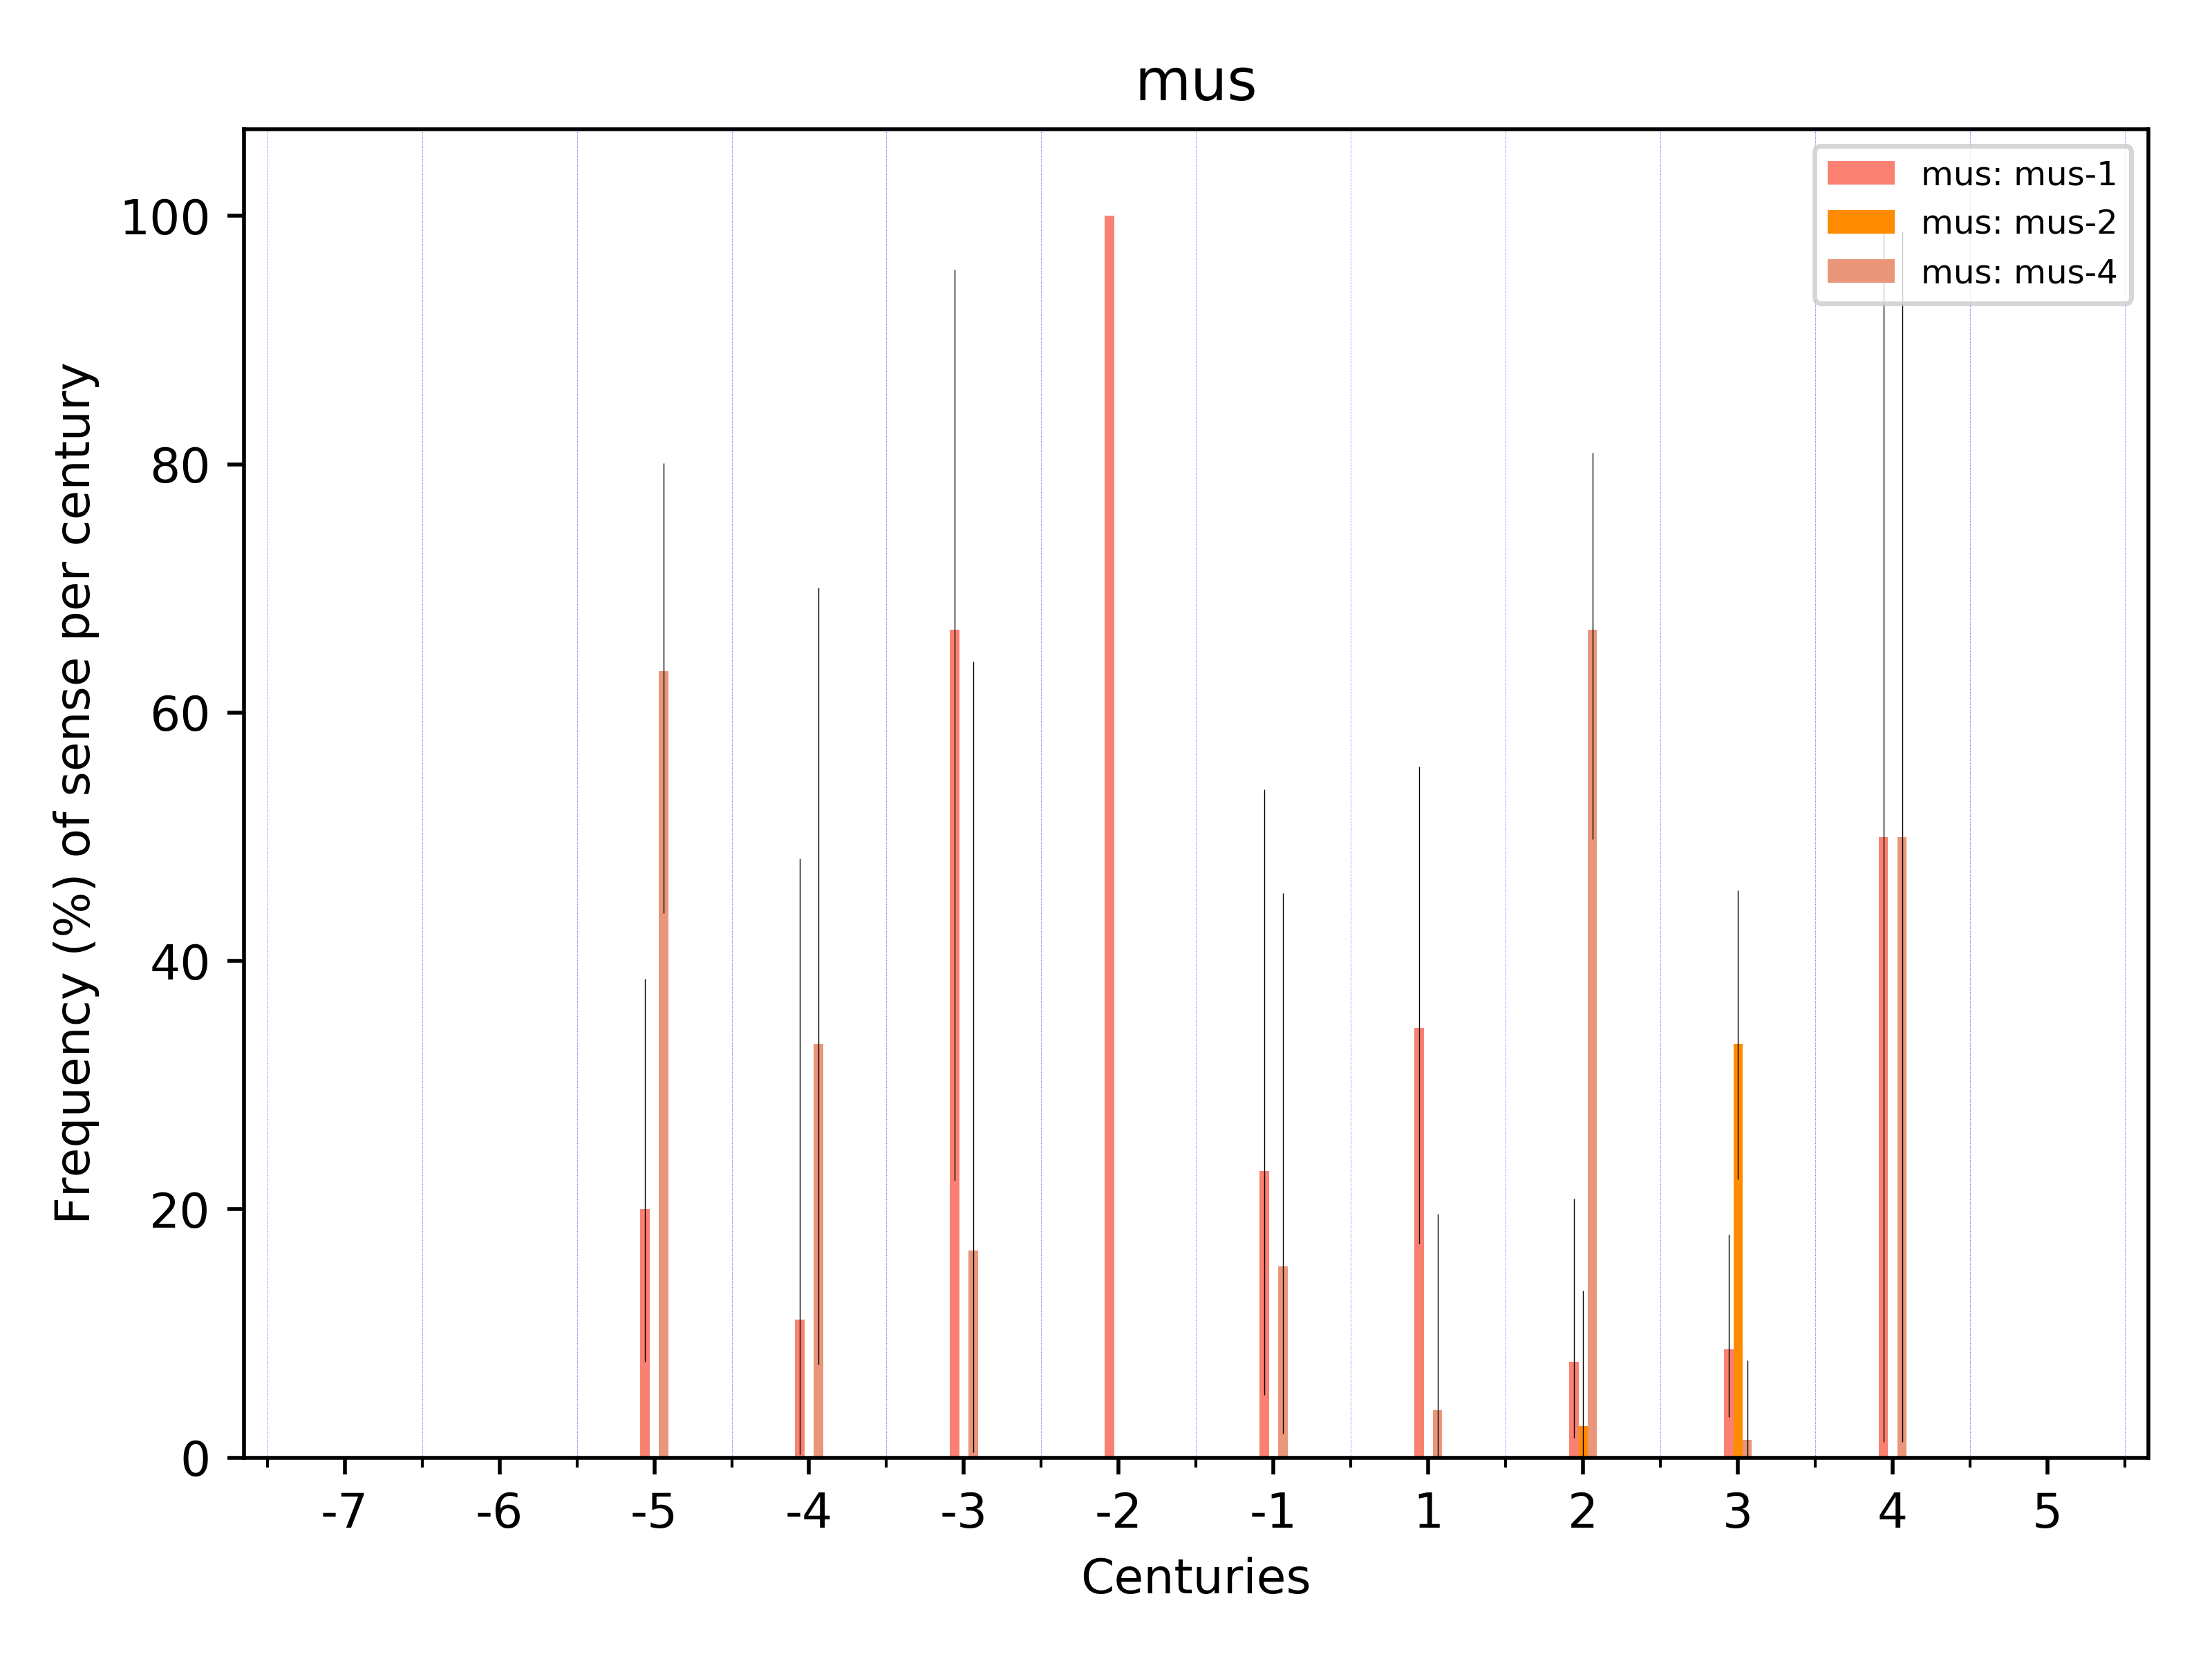 mus
mus: mus-1
mus: mus-2
mus: mus-4
Frequency (%) of sense per century
100
80
60
40
20
0
-7 -6 -5 -4 -3 -2 -1 1 2 3 4 5
Centuries